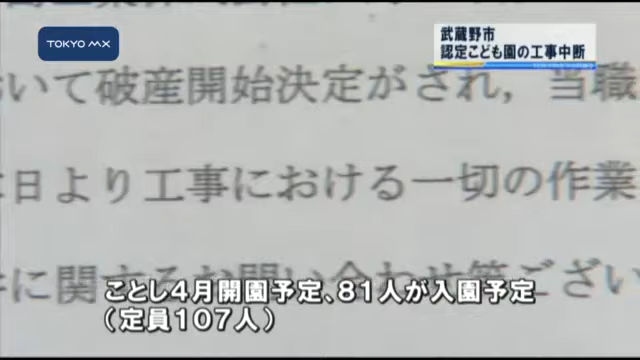 TOKYO MX
武蔵野市
認定こども園の工事中断
いて破産開始決定がされ，当職
日より工事における一切の作業
に関するお問い合わせ等ござい
ことし4月開園予定、81人が入園予定
（定員107人）